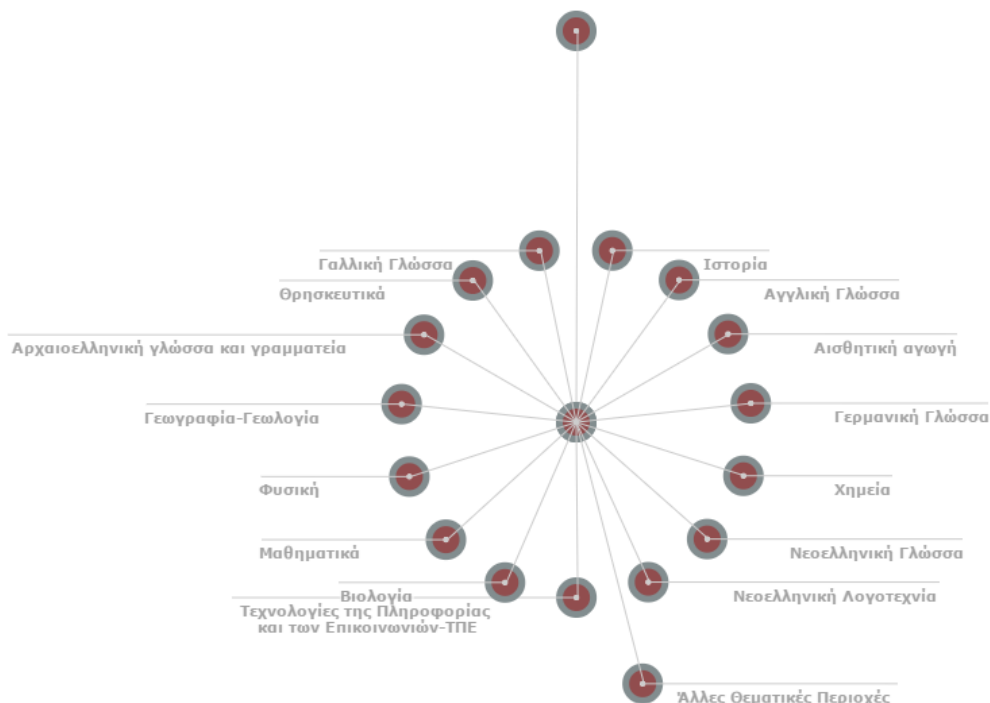 Γαλλική Γλώσσα
Ιστορία
Θρησκευτικά
Αγγλική Γλώσσα
Αρχαιοελληνική γλώσσα και γραμματεία
Αισθητική αγωγή
Γεωγραφία-Γεωλογία
Γερμανική Γλώσσα
Φυσική
Χημεία
Μαθηματικά
Νεοελληνική Γλώσσα
Βιολογία
Νεοελληνική Λογοτεχνία
Τεχνολογίες της Πληροφορίας
και των Επικοινωνιών-ΤΠΕ
Άλλες Θεματικές Περιοχές